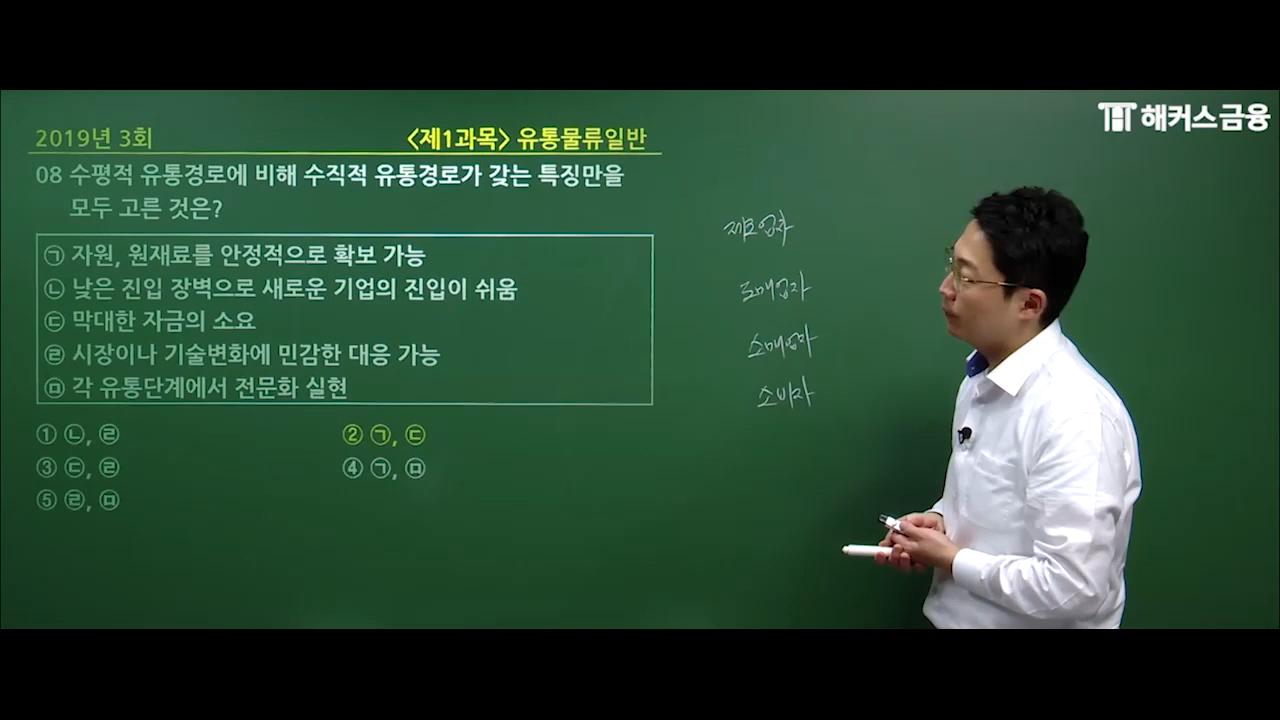 해커스금융
2019년 3회
<제1과목> 유통물류일반
08 수평적 유통경로에 비해 수직적 유통경로가 갖는 특징만을
모두 고른 것은?
㉠ 자원, 원재료를 안정적으로 확보 가능
㉡ 낮은 진입 장벽으로 새로운 기업의 진입이 쉬움
㉢ 막대한 자금의 소요
㉣ 시장이나 기술변화에 민감한 대응 가능
㉤ 각 유통단계에서 전문화 실현
① ㉡, ㉣
② ㉠, ㉢
③ ㉢, ㉣
④ ㉠, ㉤
⑤ ㉣, ㉤
제조업자
도매업자
소매업자
소비자